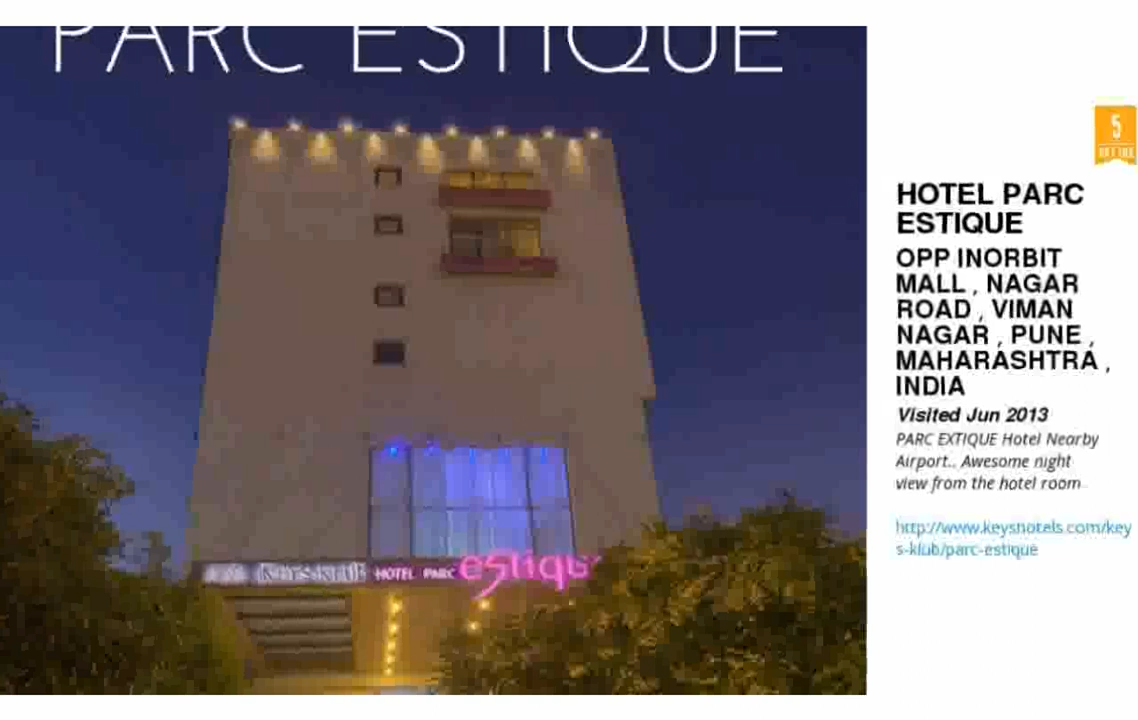 PARC ESTIQUE
5
HOTEL PARC
ESTIQUE
OPP INORBIT
MALL , NAGAR
ROAD , VIMAN
NAGAR , PUNE ,
MAHARASHTRA ,
INDIA
Visited Jun 2013
PARC EXTIQUE Hotel Nearby
Airport.. Awesome night
view from the hotel room
http://www.keyshotels.com/key
s-klub/parc-estique
KEYS KLUB HOTEL PARC estique